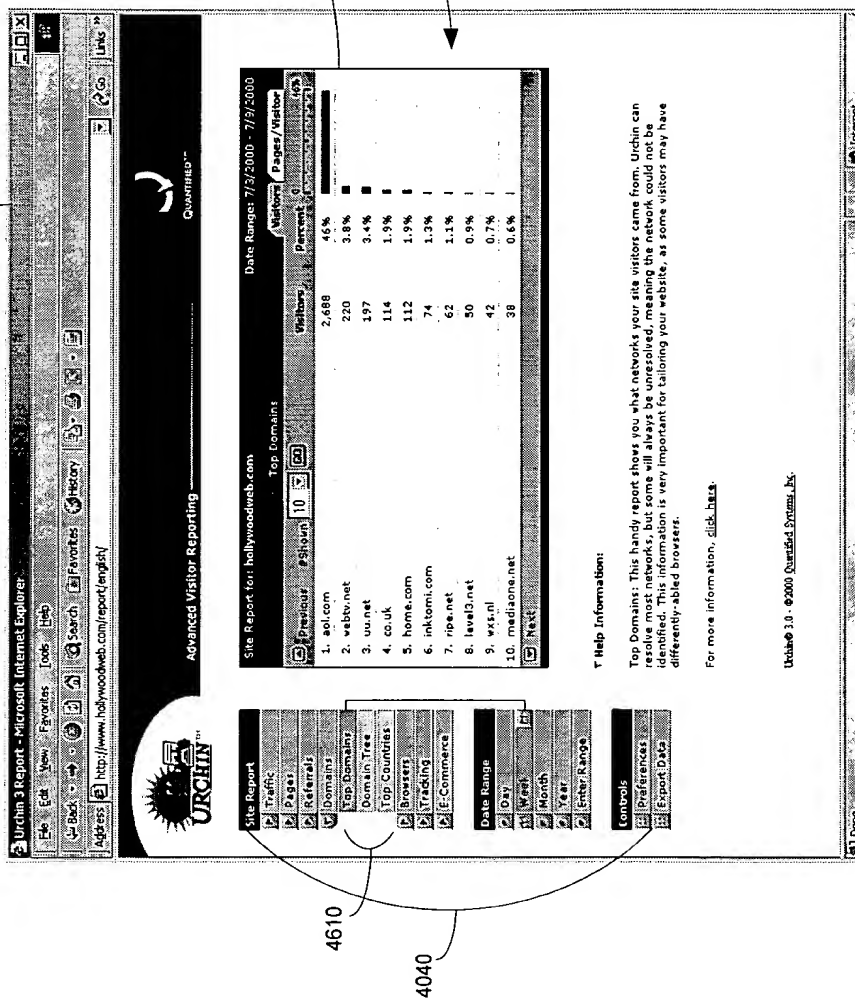 Urchin 3 Report - Microsoft Internet Explorer
File Edit View Favorites Tools Help
Back Search Favorites History
Address http://www.hollywoodweb.com/report/english/ Go Links »
URCHIN™
Advanced Visitor Reporting
QUANTIFIED™
Site Report
Traffic
Pages
Referrals
Domains
Top Domains
Domain Tree
Top Countries
Browsers
Tracking
E-Commerce
Date Range
Day
Week
Month
Year
Enter Range
Controls
Preferences
Export Data
Site Report for: hollywoodweb.com Date Range: 7/3/2000 - 7/9/2000
Top Domains Visitors Pages/Visitor
Previous #Shown 10 GO Visitors Percent 0 46%
1. aol.com 2,688 46%
2. webtv.net 220 3.8%
3. uu.net 197 3.4%
4. co.uk 114 1.9%
5. home.com 112 1.9%
6. inktomi.com 74 1.3%
7. ripe.net 62 1.1%
8. level3.net 50 0.9%
9. wxs.nl 42 0.7%
10. mediaone.net 38 0.6%
Next
Help Information:
Top Domains: This handy report shows you what networks your site visitors came from. Urchin can
resolve most networks, but some will always be unresolved, meaning the network could not be
identified. This information is very important for tailoring your website, as some visitors may have
differently-abled browsers.
For more information, click here.
Urchin© 3.0 - ©2000 Quantified Systems, Inc.
Done Internet
4610
4040